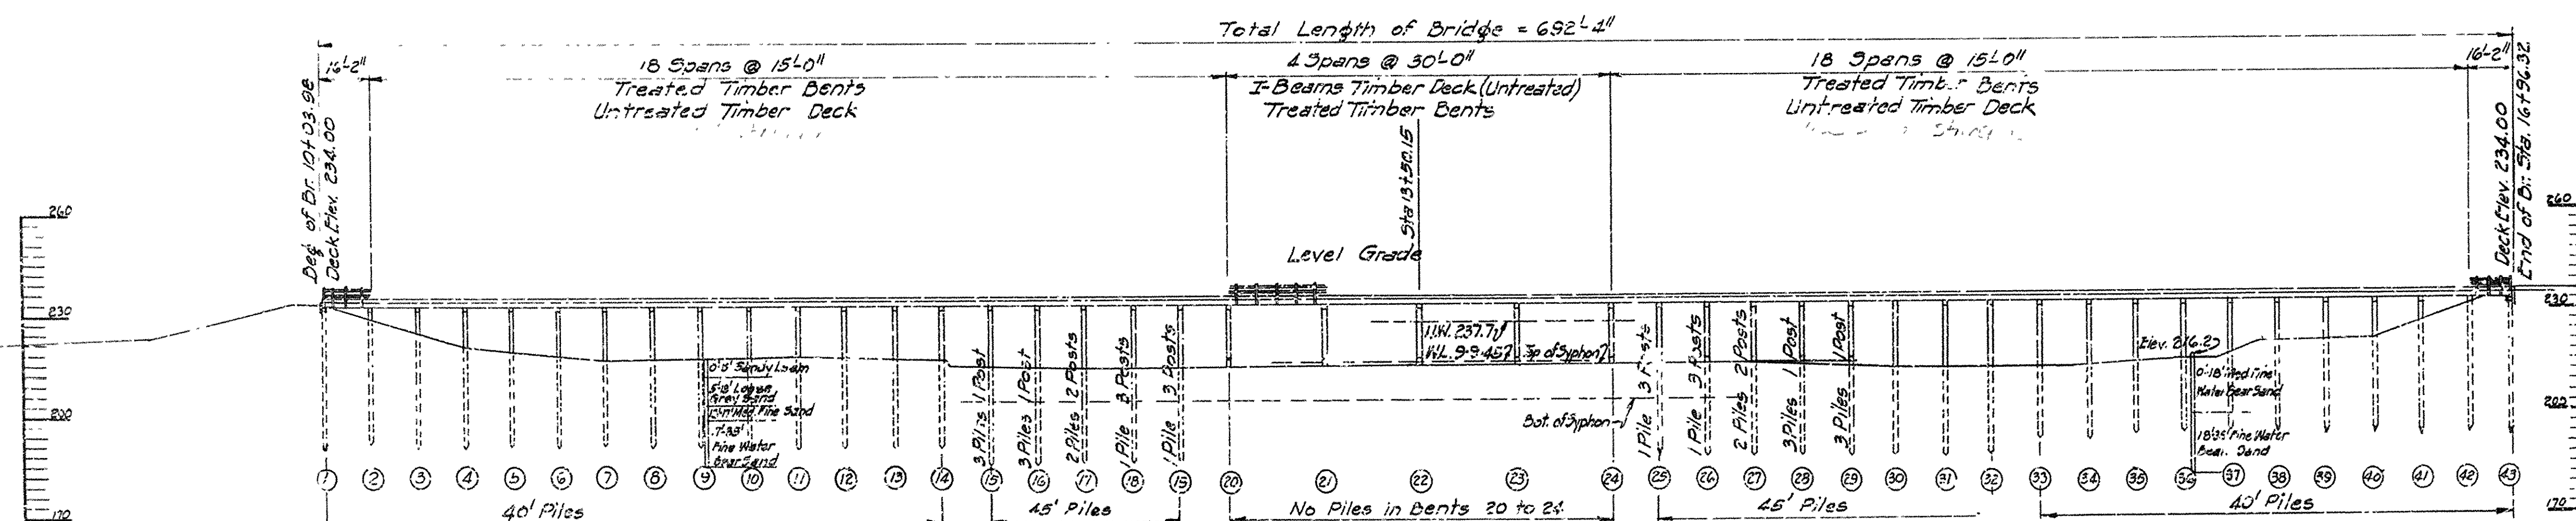 Total Length of Bridge = 692'-4"
16'-2"
18 Spans @ 15'-0"
Treated Timber Bents
Untreated Timber Deck
4 Spans @ 30'-0"
I-Beams Timber Deck (Untreated)
Treated Timber Bents
18 Spans @ 15'-0"
Treated Timber Bents
Untreated Timber Deck
16'-2"
Beg. of Br. 10+03.98
Deck Elev. 234.00
Sta 13+50.15
Level Grade
Deck Elev. 234.00
End of Br. Sta. 16+96.32
260
230
200
170
260
230
200
170
H.W. 237.7
W.L. 9-9-45
Top of Syphon
Bot. of Syphon
Elev. 216.2
0-5' Sandy Loam
Grey Sand
Med. Fine Sand
Fine Water
Bear Sand
0-18' Med Fine
Water Bear Sand
18-35' Fine Water
Bear. Sand
3 Piles 1 Post
3 Piles 1 Post
2 Piles 2 Posts
1 Pile 3 Posts
1 Pile 3 Posts
1 Pile 3 Posts
1 Pile 3 Posts
2 Piles 2 Posts
3 Piles 1 Post
3 Piles 1 Post
1 2 3 4 5 6 7 8 9 10 11 12 13 14 15 16 17 18 19 20 21 22 23 24 25 26 27 28 29 30 31 32 33 34 35 36 37 38 39 40 41 42 43
40' Piles
45' Piles
No Piles in Bents 20 to 24
45' Piles
40' Piles